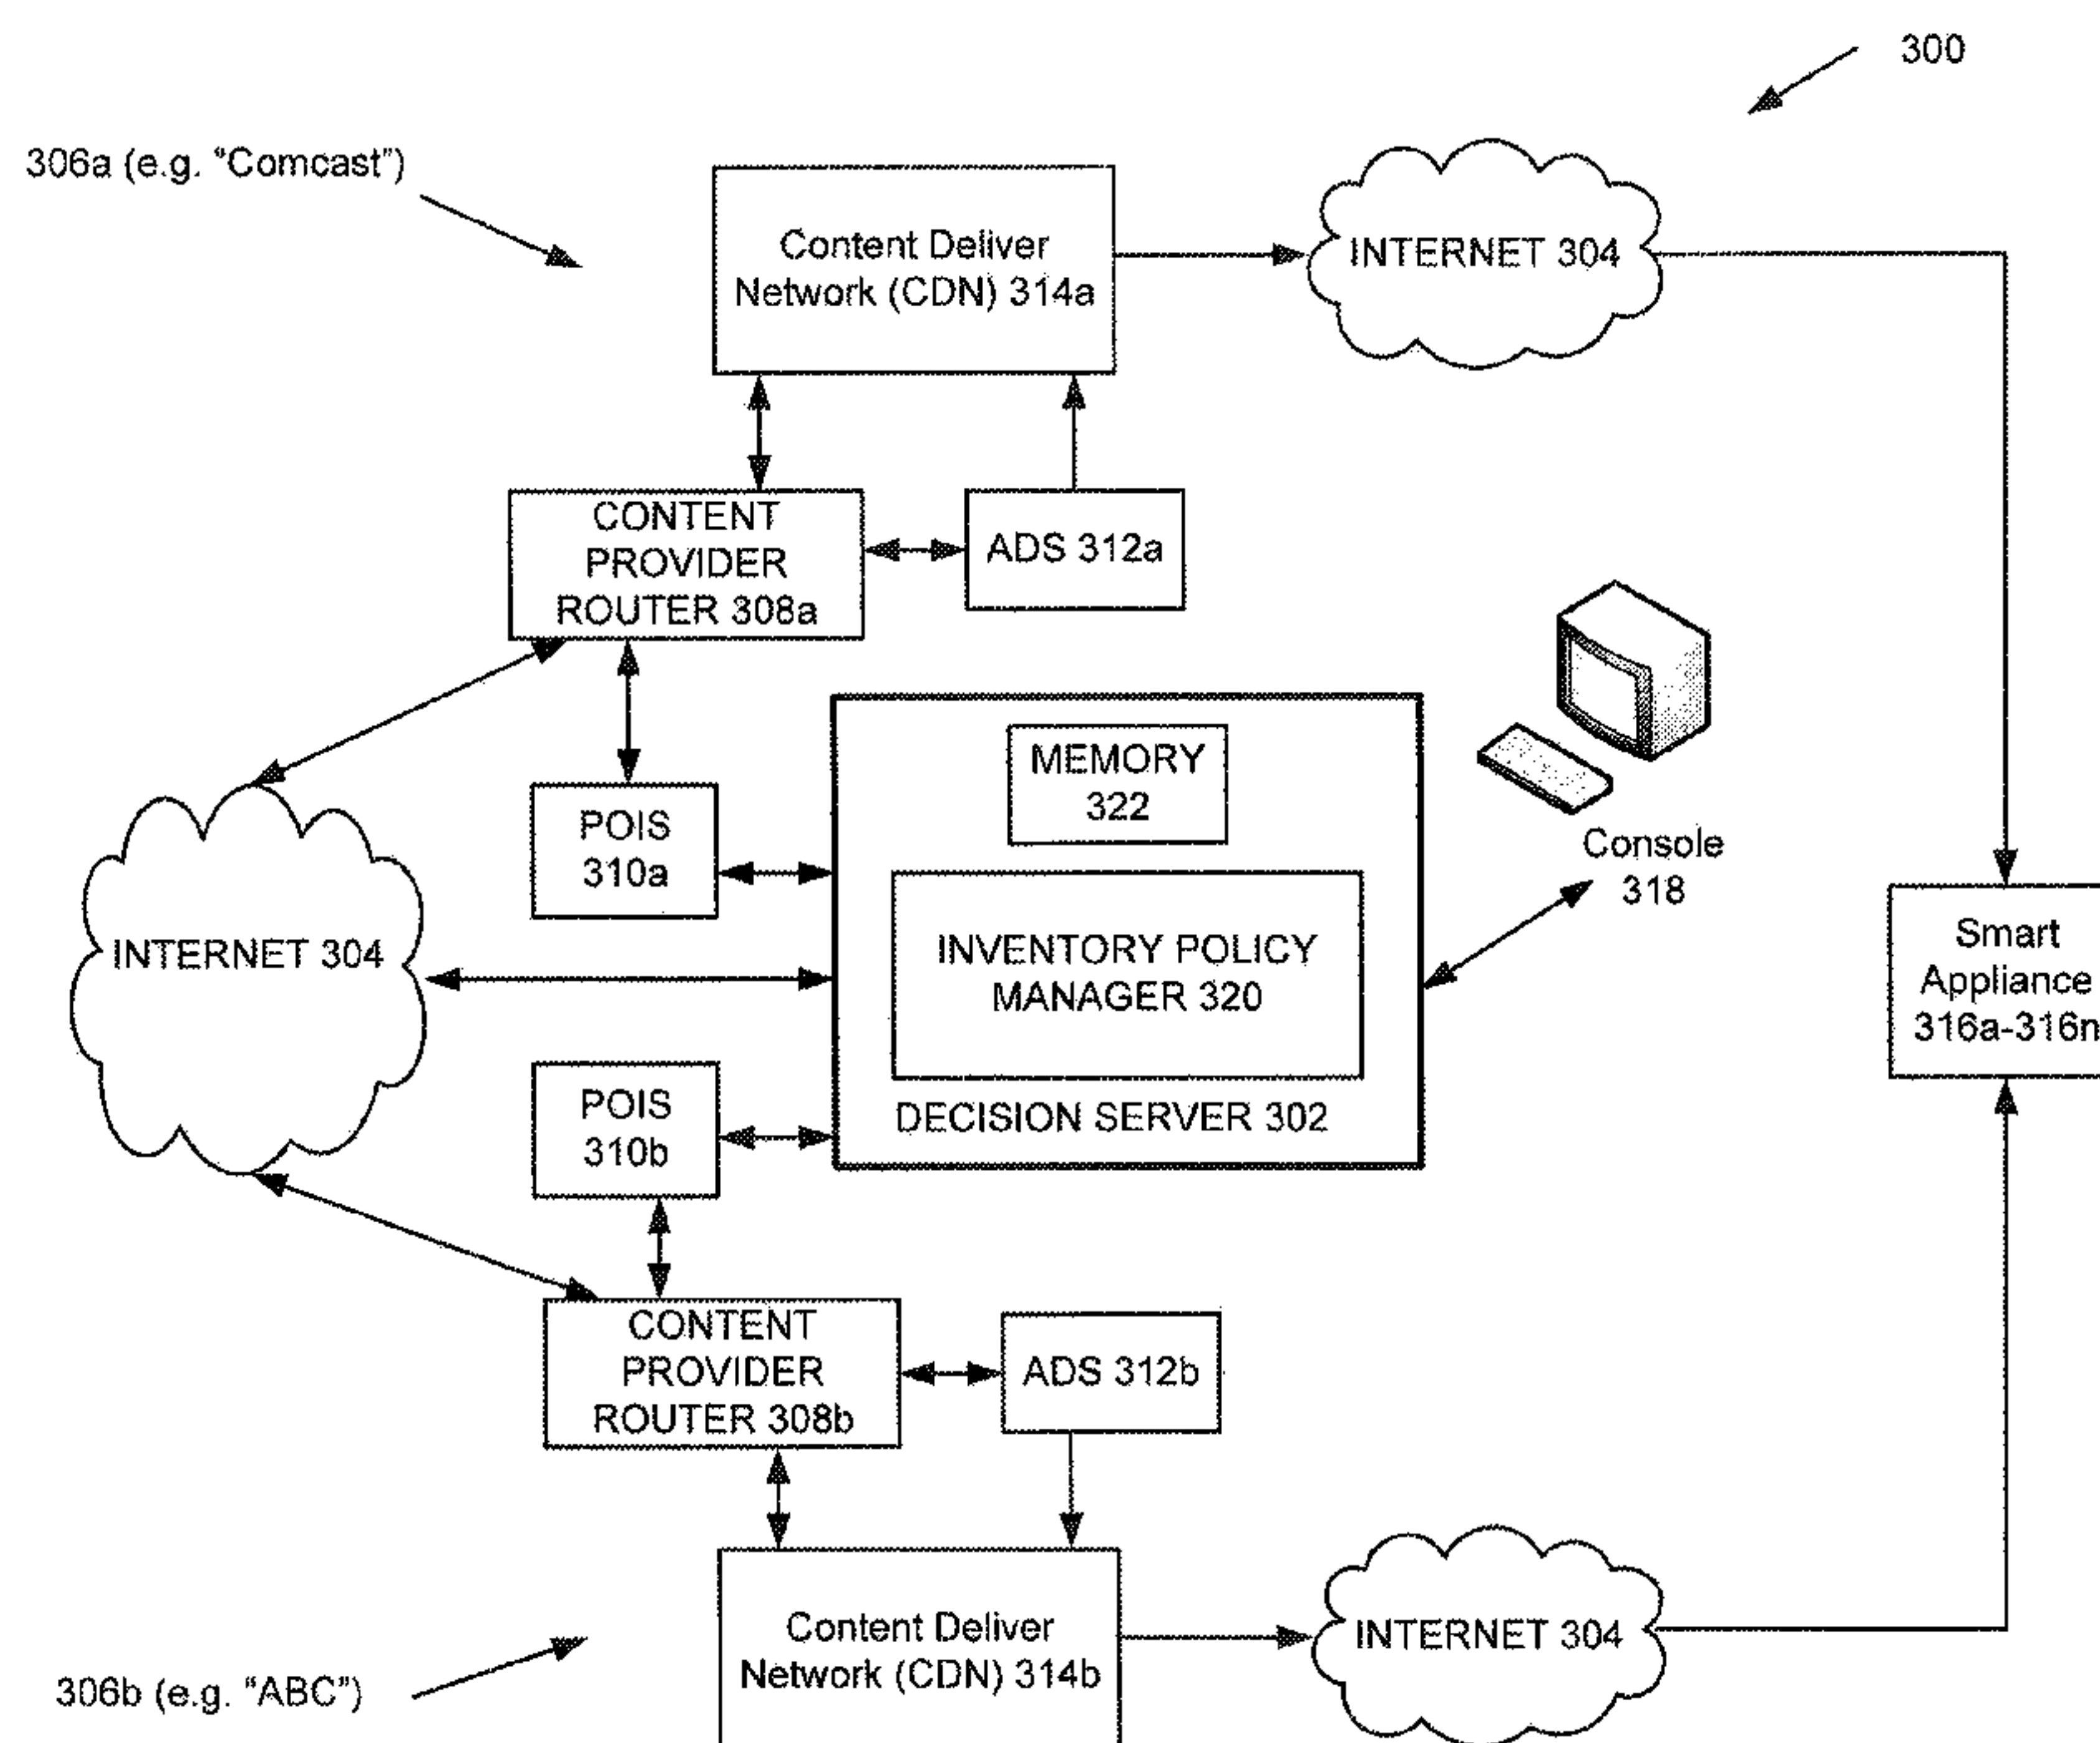 300
306a (e.g. "Comcast")
Content Deliver
Network (CDN) 314a
INTERNET 304
CONTENT
PROVIDER
ROUTER 308a
ADS 312a
MEMORY
322
POIS
310a
Console
318
INTERNET 304
INVENTORY POLICY
MANAGER 320
Smart
Appliance
316a-316n
POIS
310b
DECISION SERVER 302
CONTENT
PROVIDER
ROUTER 308b
ADS 312b
Content Deliver
Network (CDN) 314b
INTERNET 304
306b (e.g. "ABC")